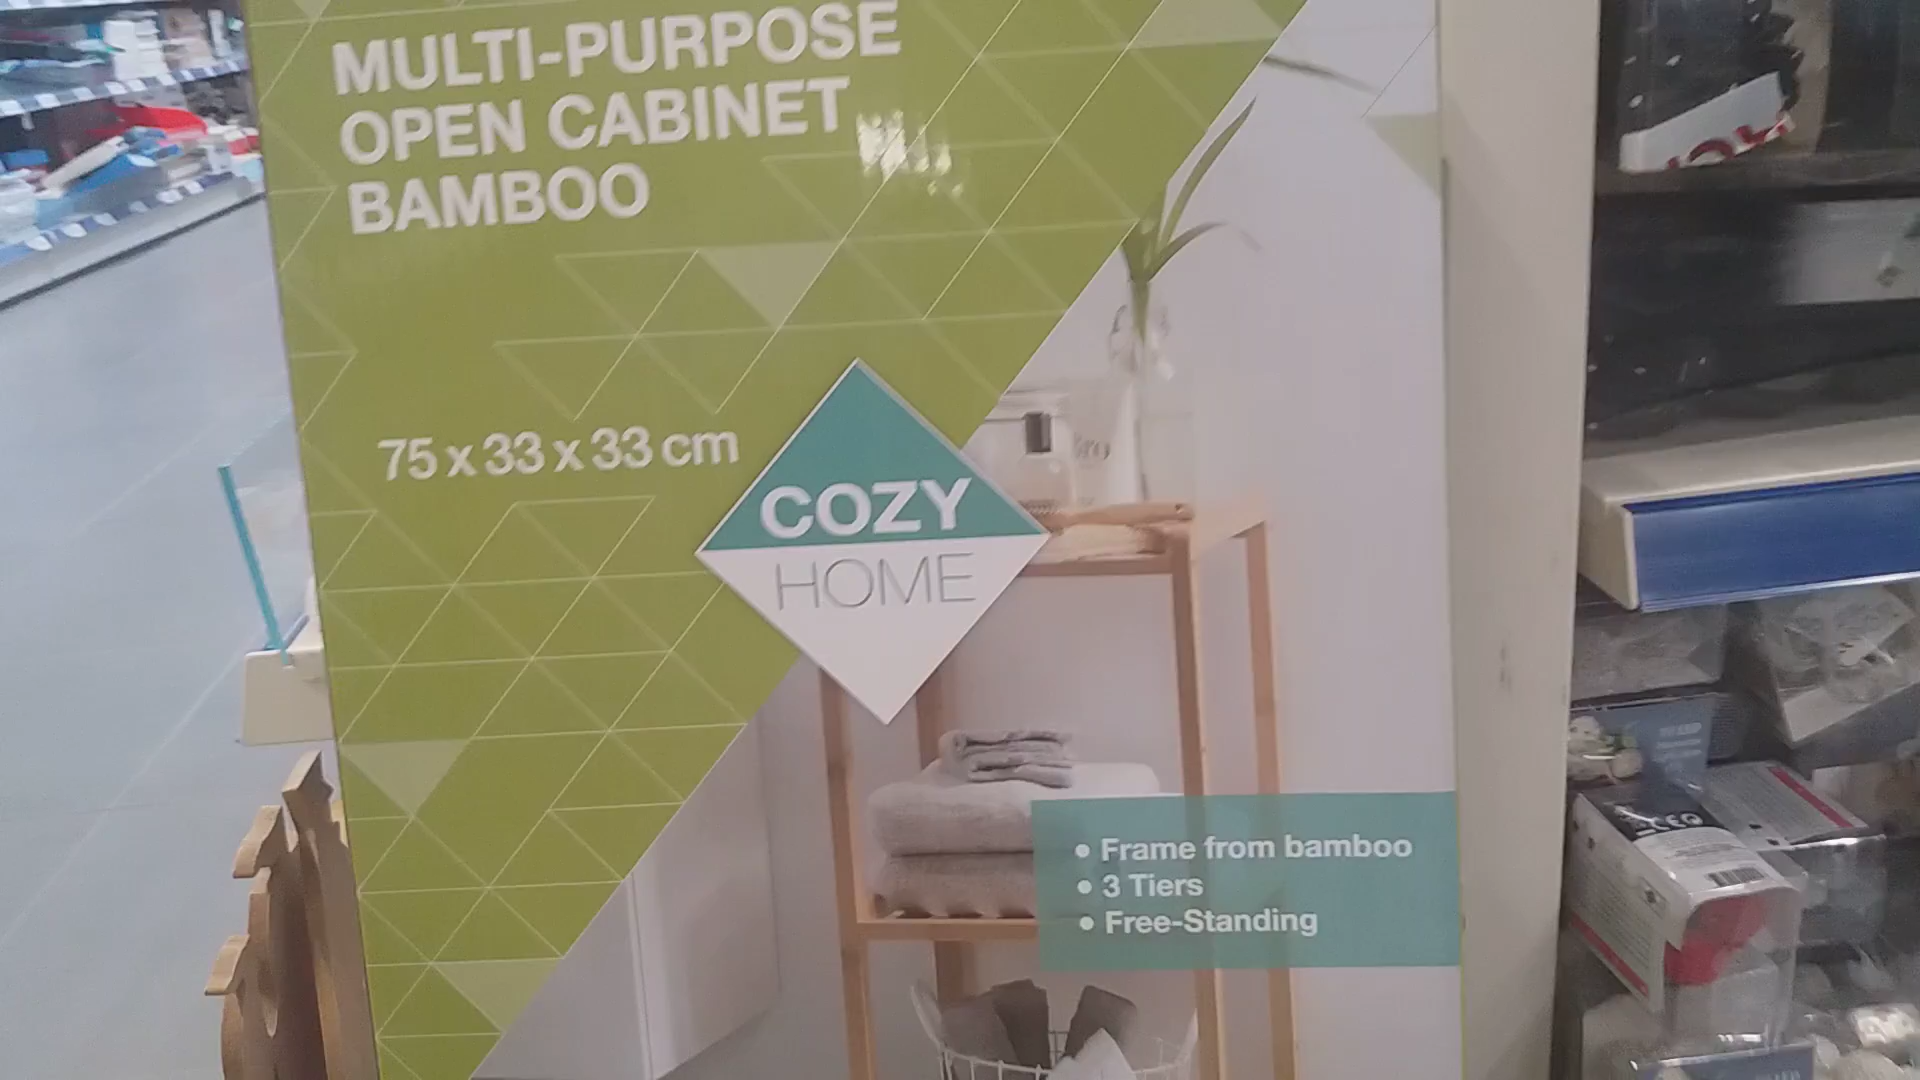 MULTI-PURPOSE
OPEN CABINET
BAMBOO
75 x 33 x 33 cm
COZY
HOME
• Frame from bamboo
• 3 Tiers
• Free-Standing